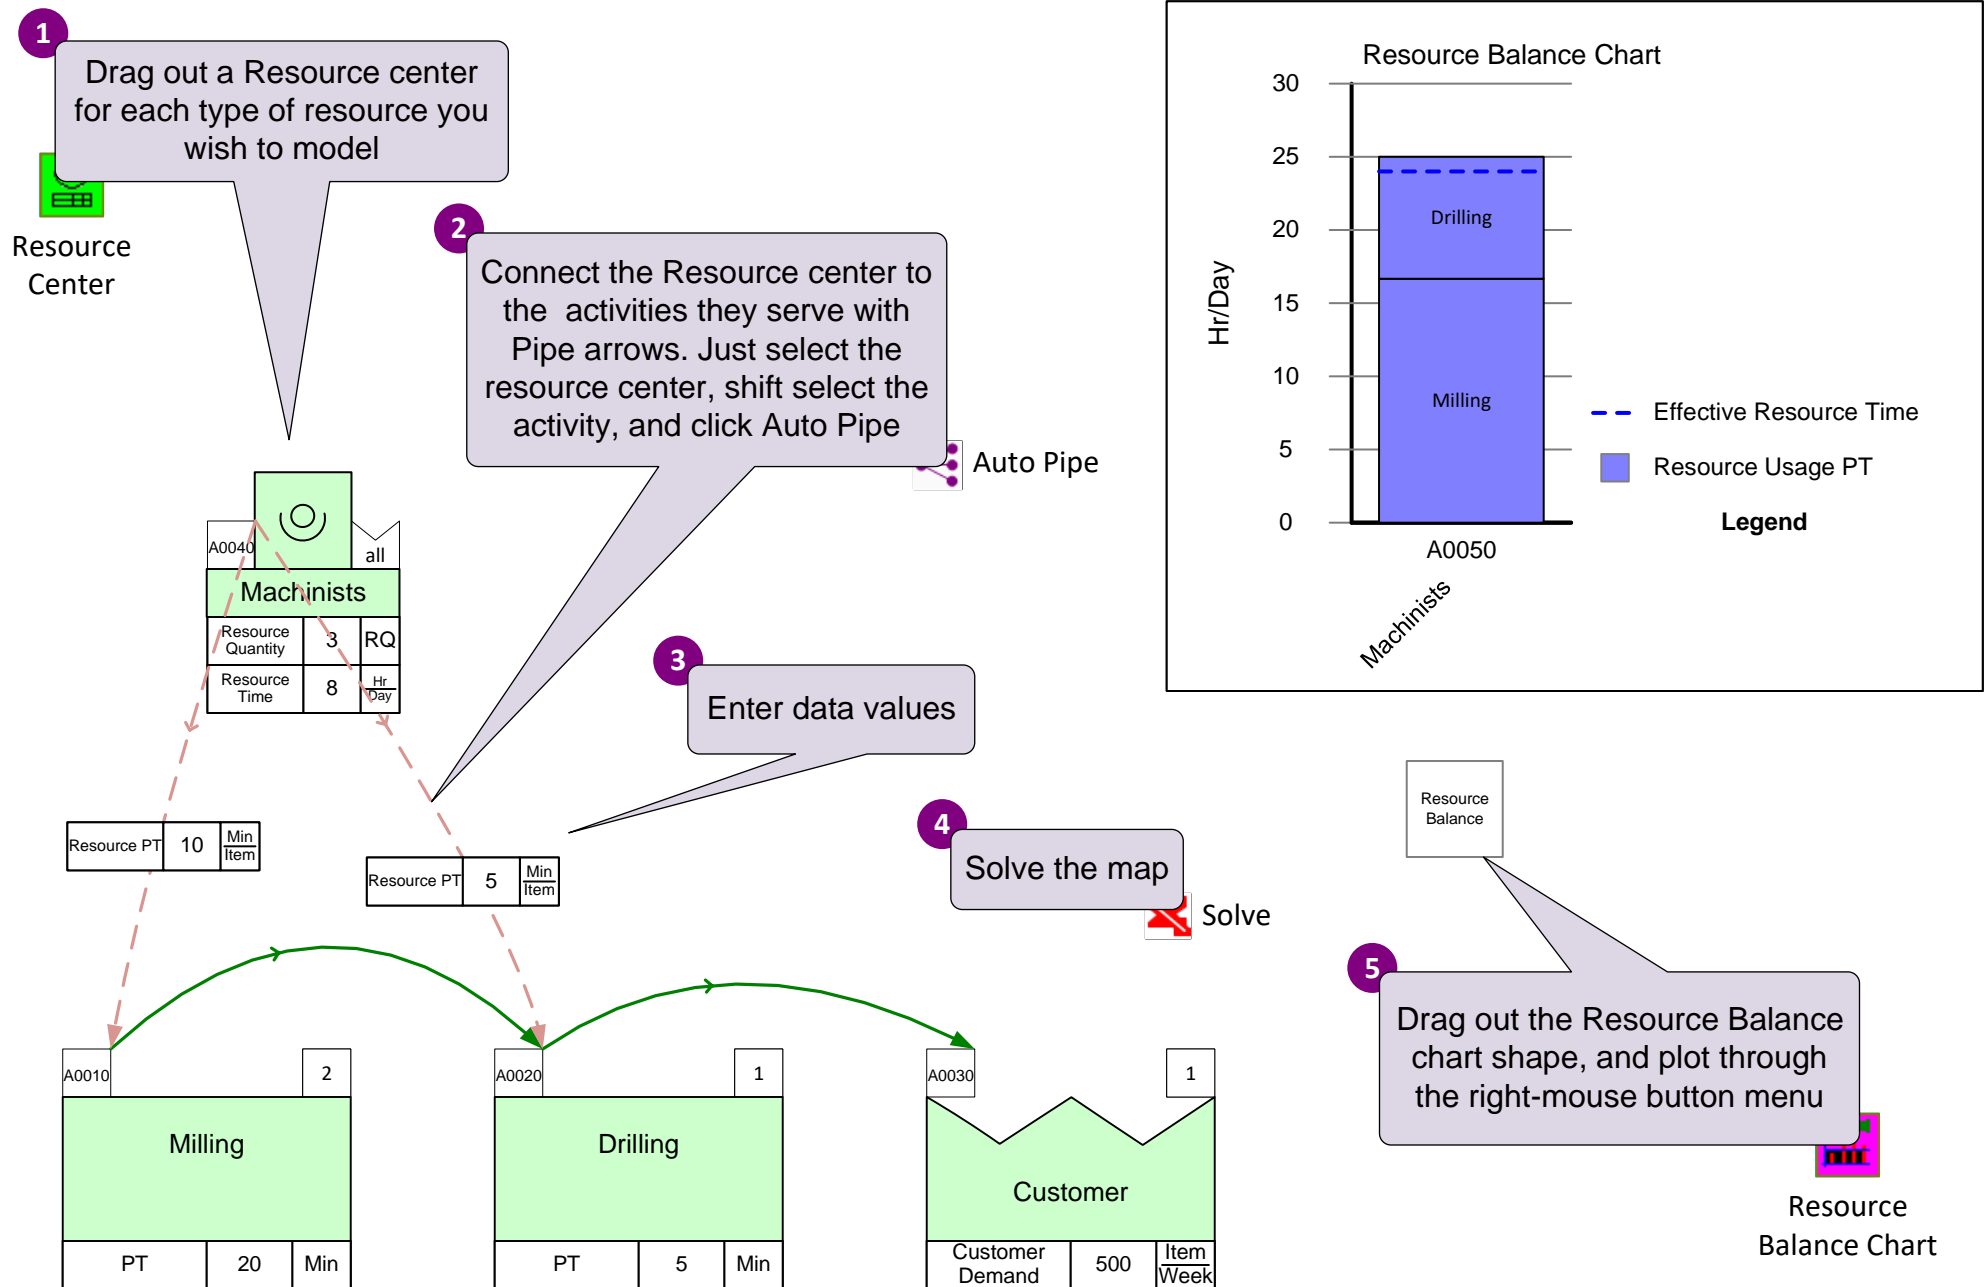 1
Drag out a Resource center
for each type of resource you
wish to model
Resource
Center
2
Connect the Resource center to
the activities they serve with
Pipe arrows. Just select the
resource center, shift select the
activity, and click Auto Pipe
Auto Pipe
A0040
all
Machinists
Resource
Quantity
3
RQ
Resource
Time
8
Hr
Day
3
Enter data values
Resource PT
10
Min
Item
Resource PT
5
Min
Item
4
Solve the map
Solve
A0010
2
Milling
PT
20
Min
A0020
1
Drilling
PT
5
Min
A0030
1
Customer
Customer
Demand
500
Item
Week
Resource Balance Chart
30
25
20
15
10
5
0
Hr/Day
Drilling
Milling
A0050
Machinists
Effective Resource Time
Resource Usage PT
Legend
Resource
Balance
5
Drag out the Resource Balance
chart shape, and plot through
the right-mouse button menu
Resource
Balance Chart